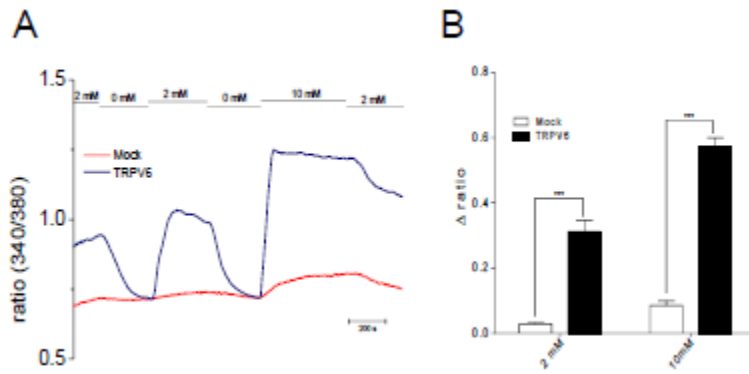 A
1.5
2 mM 0 mM 2 mM 0 mM 10 mM 2 mM
Mock
TRPV6
1.0
0.5
ratio (340/380)
200 s
B
0.8
Mock
TRPV6
***
***
0.6
0.4
0.2
0.0
Δ ratio
2 mM
10mM